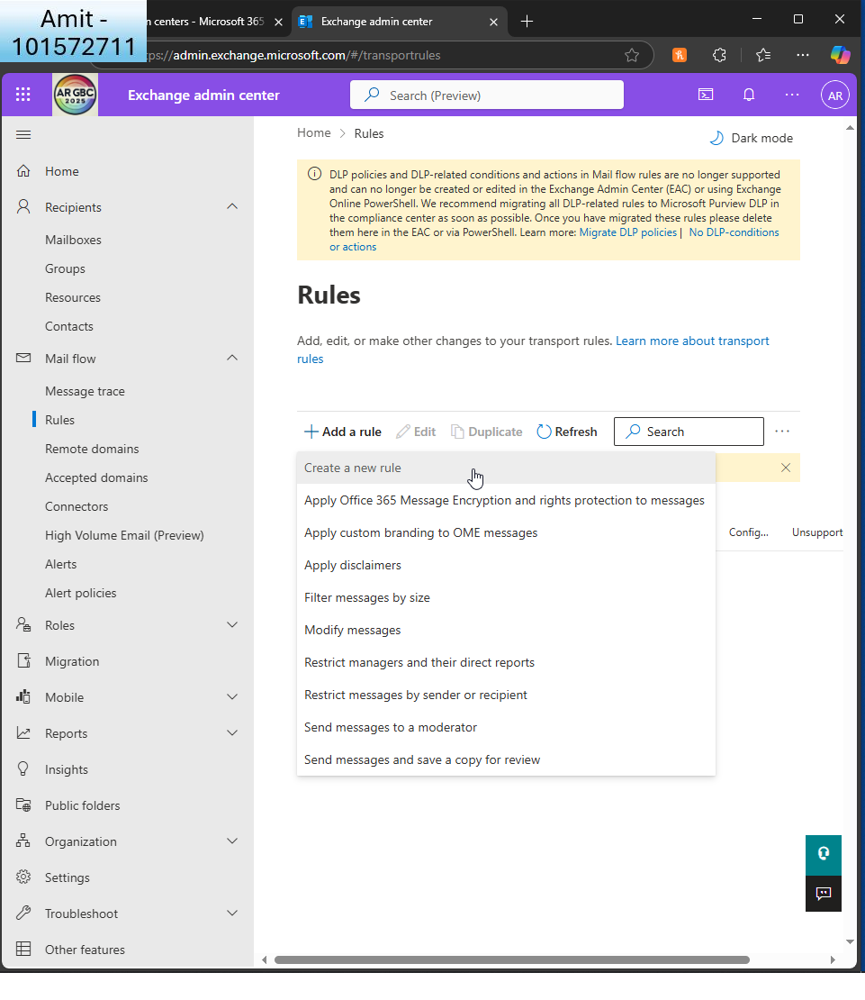 Amit -
101572711
n centers - Microsoft 365
Exchange admin center
ps://admin.exchange.microsoft.com/#/transportrules
AR GBC
2025
Exchange admin center
Search (Preview)
AR
Home
Recipients
Mailboxes
Groups
Resources
Contacts
Mail flow
Message trace
Rules
Remote domains
Accepted domains
Connectors
High Volume Email (Preview)
Alerts
Alert policies
Roles
Migration
Mobile
Reports
Insights
Public folders
Organization
Settings
Troubleshoot
Other features
Home > Rules
Dark mode
DLP policies and DLP-related conditions and actions in Mail flow rules are no longer supported
and can no longer be created or edited in the Exchange Admin Center (EAC) or using Exchange
Online PowerShell. We recommend migrating all DLP-related rules to Microsoft Purview DLP in
the compliance center as soon as possible. Once you have migrated these rules please delete
them here in the EAC or via PowerShell. Learn more: Migrate DLP policies | No DLP-conditions
or actions
Rules
Add, edit, or make other changes to your transport rules. Learn more about transport
rules
Add a rule Edit Duplicate Refresh Search
Create a new rule
Apply Office 365 Message Encryption and rights protection to messages
Apply custom branding to OME messages
Apply disclaimers
Filter messages by size
Modify messages
Restrict managers and their direct reports
Restrict messages by sender or recipient
Send messages to a moderator
Send messages and save a copy for review
Config... Unsupport